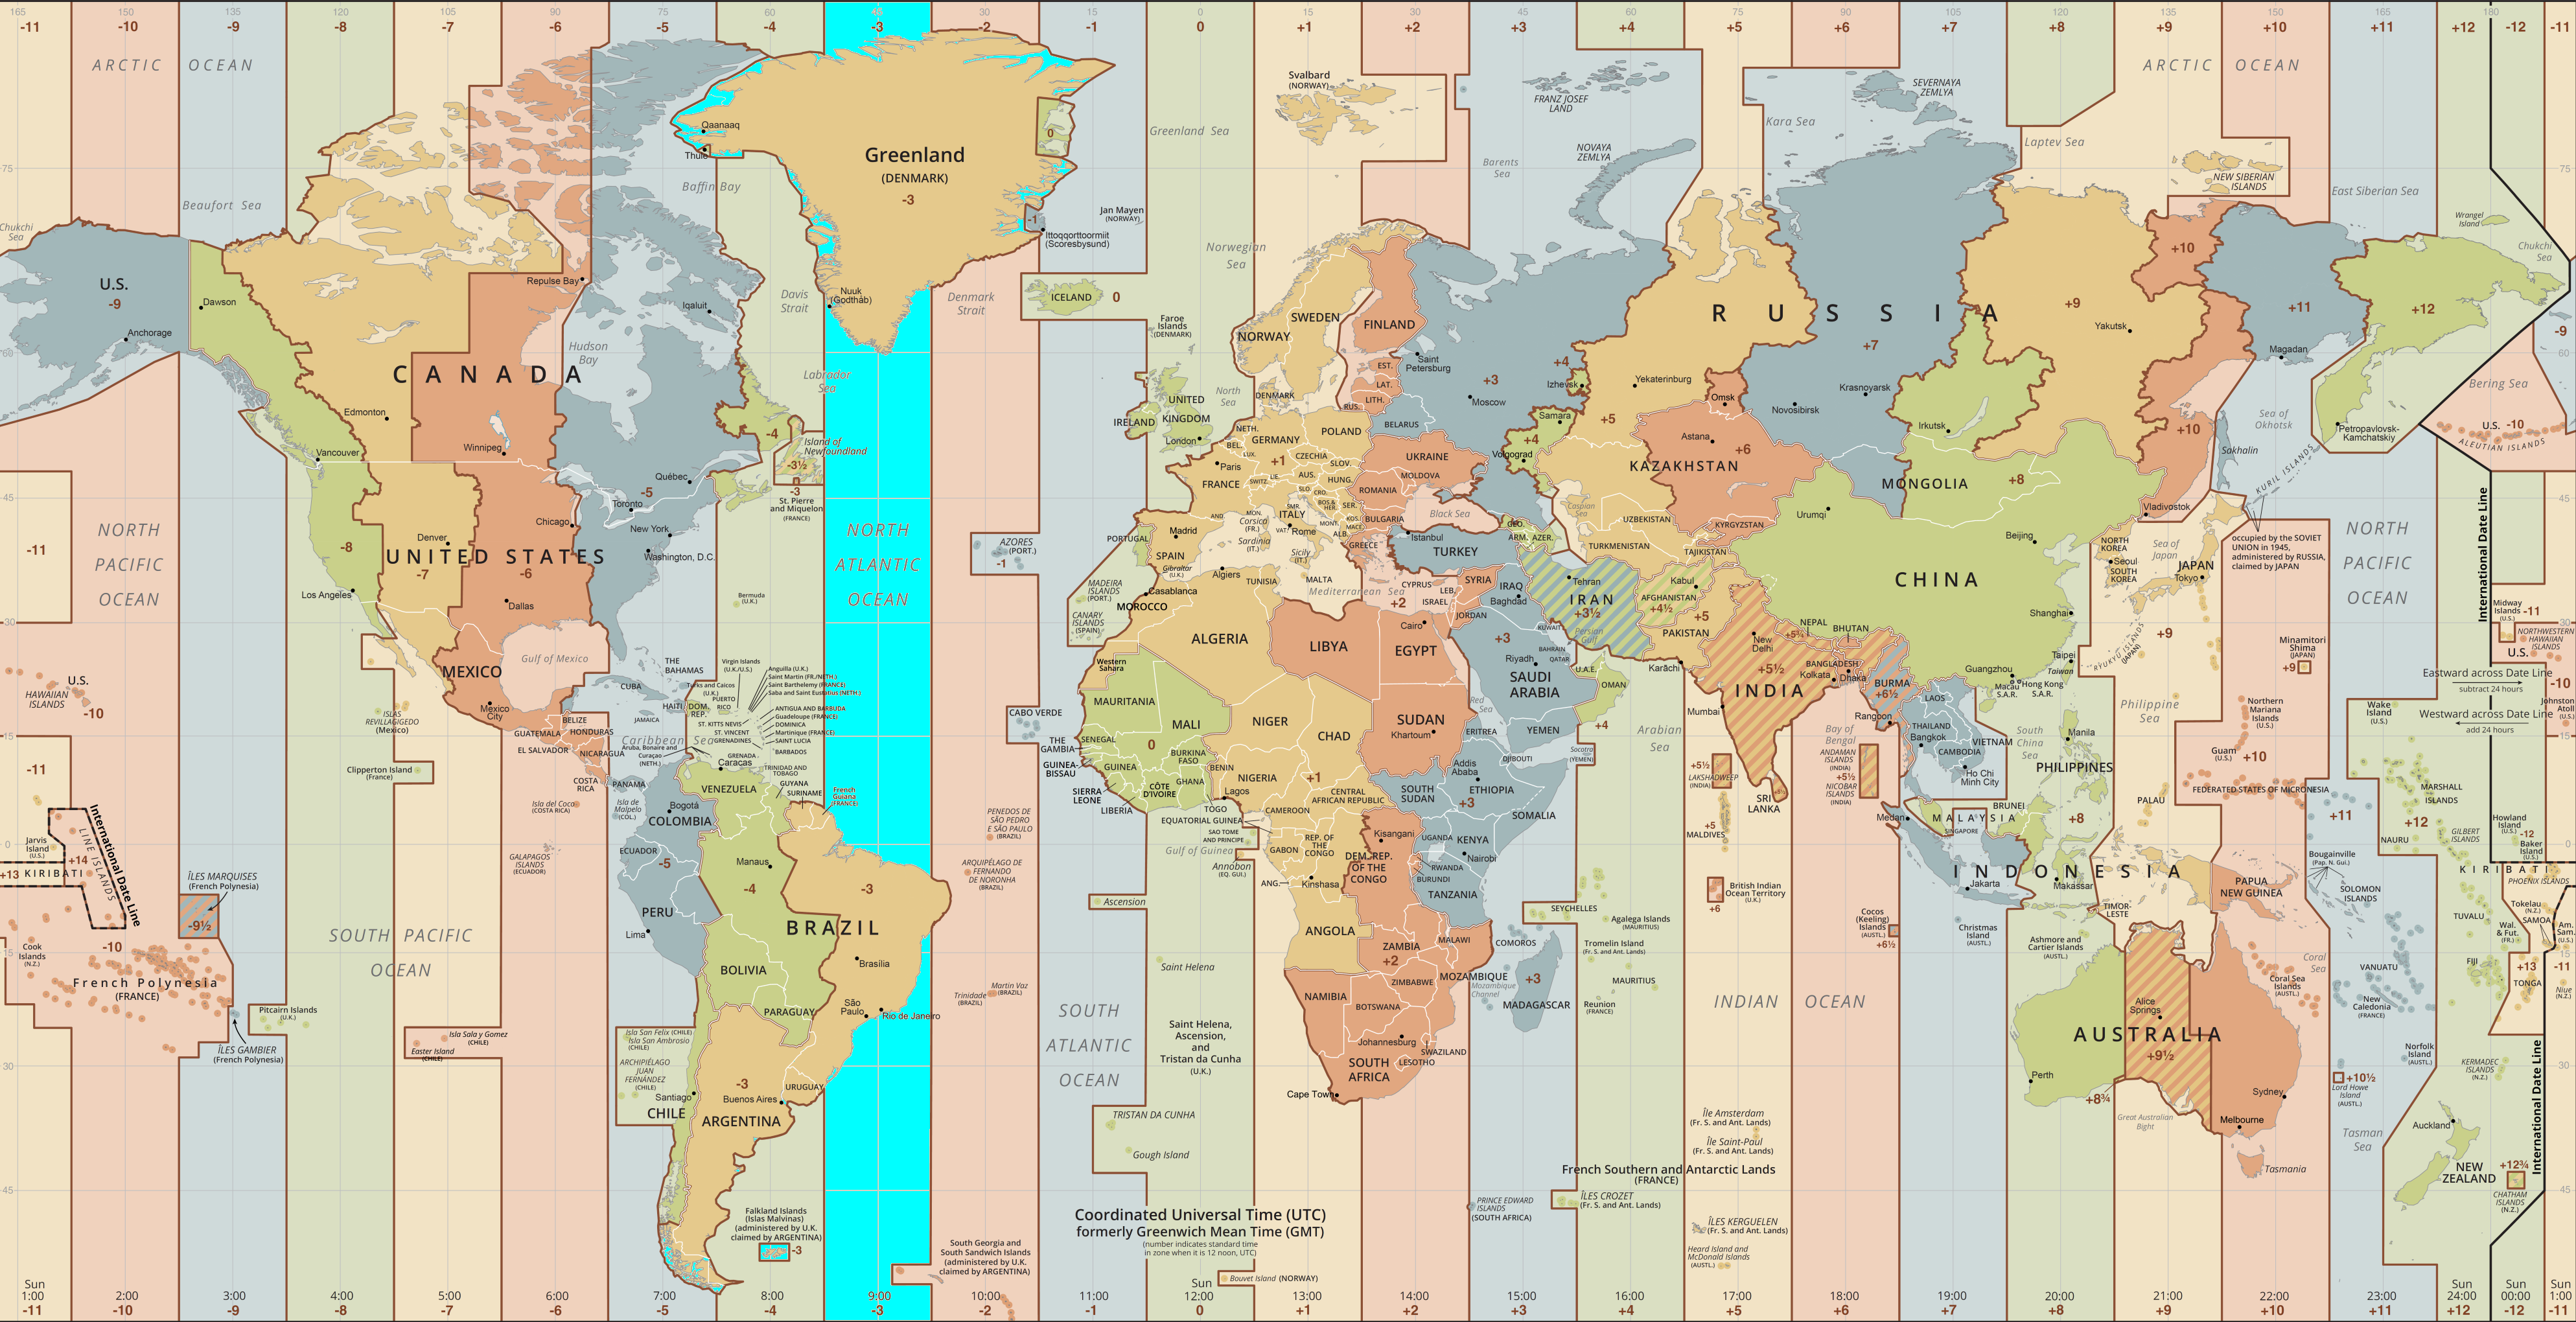 165 150 135 120 105 90 75 60 45 30 15 0 15 30 45 60 75 90 105 120 135 150 165 180
-11 -10 -9 -8 -7 -6 -5 -4 -3 -2 -1 0 +1 +2 +3 +4 +5 +6 +7 +8 +9 +10 +11 +12 -12 -11
ARCTIC OCEAN
ARCTIC OCEAN
Svalbard
(NORWAY)
FRANZ JOSEF
LAND
SEVERNAYA
ZEMLYA
Kara Sea
Laptev Sea
Greenland Sea
Barents
Sea
NOVAYA
ZEMLYA
NEW SIBERIAN
ISLANDS
East Siberian Sea
Wrangel
Island
Chukchi
Sea
Chukchi
Sea
Beaufort Sea
Qaanaaq
Thule
Baffin Bay
Greenland
(DENMARK)
-3
0
-1
Ittoqqortoormiit
(Scoresbysund)
Jan Mayen
(NORWAY)
Norwegian
Sea
Nuuk
(Godthåb)
Davis
Strait
Denmark
Strait
ICELAND 0
Faroe
Islands
(DENMARK)
U.S.
-9
Anchorage
Dawson
Repulse Bay
Iqaluit
Hudson
Bay
Labrador
Sea
CANADA
Edmonton
Winnipeg
Vancouver
-4
Island of
Newfoundland
-3½
-3
St. Pierre
and Miquelon
(FRANCE)
Québec
-5
Toronto
Chicago
New York
Washington, D.C.
Denver
UNITED STATES
-8
-7
-6
Los Angeles
Dallas
Bermuda
(U.K.)
NORTH
PACIFIC
OCEAN
-11
NORTH
ATLANTIC
OCEAN
AZORES
(PORT.)
-1
MADEIRA
ISLANDS
(PORT.)
CANARY
ISLANDS
(SPAIN)
Gulf of Mexico
MEXICO
Mexico
City
THE
BAHAMAS
CUBA
JAMAICA
HAITI
DOM.
REP.
PUERTO
RICO
Turks and Caicos
(U.K.)
Virgin Islands
(U.K./U.S.)
Anguilla (U.K.)
Saint Martin (FR./NETH.)
Saint Barthelemy (FRANCE)
Saba and Saint Eustatius (NETH.)
ST. KITTS NEVIS
ANTIGUA AND BARBUDA
Guadeloupe (FRANCE)
DOMINICA
Martinique (FRANCE)
SAINT LUCIA
ST. VINCENT
GRENADINES
BARBADOS
GRENADA
TRINIDAD AND
TOBAGO
Caribbean Sea
Aruba, Bonaire and
Curaçao
(NETH.)
BELIZE
GUATEMALA
HONDURAS
EL SALVADOR
NICARAGUA
COSTA
RICA
PANAMA
U.S.
HAWAIIAN
ISLANDS
-10
ISLAS
REVILLAGIGEDO
(Mexico)
Clipperton Island
(France)
Isla del Coco
(COSTA RICA)
Isla de
Malpelo
(COL.)
GALAPAGOS
ISLANDS
(ECUADOR)
Caracas
VENEZUELA
GUYANA
SURINAME
French
Guiana
(FRANCE)
Bogotá
COLOMBIA
ECUADOR
-5
PERU
Lima
Manaus
-4
-3
BRAZIL
BOLIVIA
Brasília
PARAGUAY
São
Paulo
Rio de Janeiro
-3
URUGUAY
Buenos Aires
ARGENTINA
Santiago
CHILE
-11
Jarvis
Island
(U.S.)
+14
+13 KIRIBATI
LINE ISLANDS
International Date Line
ÎLES MARQUISES
(French Polynesia)
-9½
-10
Cook
Islands
(N.Z.)
French Polynesia
(FRANCE)
ÎLES GAMBIER
(French Polynesia)
Pitcairn Islands
(U.K.)
SOUTH PACIFIC
OCEAN
Easter Island
(CHILE)
Isla Sala y Gomez
(CHILE)
Isla San Felix (CHILE)
Isla San Ambrosio
(CHILE)
ARCHIPIÉLAGO
JUAN
FERNÁNDEZ
(CHILE)
Falkland Islands
(Islas Malvinas)
(administered by U.K.
claimed by ARGENTINA)
-3
South Georgia and
South Sandwich Islands
(administered by U.K.
claimed by ARGENTINA)
CABO VERDE
PENEDOS DE
SÃO PEDRO
E SÃO PAULO
(BRAZIL)
ARQUIPÉLAGO DE
FERNANDO
DE NORONHA
(BRAZIL)
Trinidade
(BRAZIL)
Martin Vaz
(BRAZIL)
Ascension
Saint Helena
SOUTH
ATLANTIC
OCEAN
Saint Helena,
Ascension,
and
Tristan da Cunha
(U.K.)
TRISTAN DA CUNHA
Gough Island
Bouvet Island (NORWAY)
Coordinated Universal Time (UTC)
formerly Greenwich Mean Time (GMT)
(number indicates standard time
in zone when it is 12 noon, UTC)
NORWAY
SWEDEN
FINLAND
EST.
LAT.
LITH.
RUS.
BELARUS
North
Sea
DENMARK
UNITED
KINGDOM
IRELAND
London
NETH.
BEL.
LUX.
GERMANY
POLAND
+1
CZECHIA
SLOV.
Paris
FRANCE
SWITZ.
LIE.
AUS.
HUNG.
SLO.
CRO.
BOS.&
HER.
SER.
MONT.
KOS.
MACE.
ALB.
UKRAINE
MOLDOVA
ROMANIA
BULGARIA
Black Sea
GREECE
ITALY
SMR.
VAT.
Rome
MON.
AND.
Corsica
(FR.)
Sardinia
(IT.)
Sicily
(IT.)
MALTA
Madrid
PORTUGAL
SPAIN
Gibraltar
(U.K.)
Algiers
TUNISIA
Mediterranean Sea
+2
Istanbul
TURKEY
CYPRUS
SYRIA
LEB.
ISRAEL
JORDAN
IRAQ
Baghdad
Casablanca
MOROCCO
ALGERIA
LIBYA
Cairo
EGYPT
Western
Sahara
MAURITANIA
MALI
0
NIGER
CHAD
SUDAN
Khartoum
Red
Sea
ERITREA
THE
GAMBIA
SENEGAL
GUINEA-
BISSAU
GUINEA
SIERRA
LEONE
LIBERIA
CÔTE
D'IVOIRE
BURKINA
FASO
GHANA
TOGO
BENIN
NIGERIA
Lagos
+1
CAMEROON
CENTRAL
AFRICAN REPUBLIC
SOUTH
SUDAN
Addis
Ababa
ETHIOPIA
+3
DJIBOUTI
SOMALIA
EQUATORIAL GUINEA
SAO TOME
AND PRINCIPE
Gulf of Guinea
Annobón
(EQ. GUI.)
GABON
REP. OF
THE
CONGO
Kisangani
DEM. REP.
OF THE
CONGO
ANG.
Kinshasa
UGANDA
KENYA
Nairobi
RWANDA
BURUNDI
TANZANIA
ANGOLA
ZAMBIA
+2
MALAWI
MOZAMBIQUE
ZIMBABWE
NAMIBIA
BOTSWANA
Johannesburg
SWAZILAND
LESOTHO
SOUTH
AFRICA
Cape Town
COMOROS
Mozambique
Channel
+3
MADAGASCAR
SEYCHELLES
Agalega Islands
(MAURITIUS)
Tromelin Island
(Fr. S. and Ant. Lands)
MAURITIUS
Reunion
(FRANCE)
INDIAN OCEAN
Île Amsterdam
(Fr. S. and Ant. Lands)
Île Saint-Paul
(Fr. S. and Ant. Lands)
French Southern and Antarctic Lands
(FRANCE)
PRINCE EDWARD
ISLANDS
(SOUTH AFRICA)
ÎLES CROZET
(Fr. S. and Ant. Lands)
ÎLES KERGUELEN
(Fr. S. and Ant. Lands)
Heard Island and
McDonald Islands
(AUSTL.)
Saint
Petersburg
+3
Moscow
+4
Izhevsk
Samara
+4
Volgograd
Yekaterinburg
+5
Omsk
Novosibirsk
Krasnoyarsk
+7
RUSSIA
+9
Yakutsk
+10
+11
+12
Magadan
Irkutsk
+10
Vladivostok
Sakhalin
Sea of
Okhotsk
Petropavlovsk-
Kamchatskiy
KURIL ISLANDS
occupied by the SOVIET
UNION in 1945,
administered by RUSSIA,
claimed by JAPAN
Bering Sea
-9
U.S. -10
ALEUTIAN ISLANDS
Astana
+6
KAZAKHSTAN
Caspian
Sea
GEO.
ARM.
AZER.
UZBEKISTAN
KYRGYZSTAN
TURKMENISTAN
TAJIKISTAN
MONGOLIA
+8
Urumqi
Beijing
CHINA
Shanghai
Guangzhou
Hong Kong
S.A.R.
Macau
S.A.R.
Taipei
Taiwan
NORTH
KOREA
Seoul
SOUTH
KOREA
Sea of
Japan
JAPAN
Tokyo
+9
RYUKYU ISLANDS
(JAPAN)
Tehran
IRAN
+3½
Kabul
AFGHANISTAN
+4½
KUWAIT
Persian
Gulf
BAHRAIN
QATAR
U.A.E.
OMAN
+4
+3
Riyadh
SAUDI
ARABIA
YEMEN
Socotra
(YEMEN)
Arabian
Sea
+5
PAKISTAN
Karāchi
New
Delhi
NEPAL
+5¾
BHUTAN
BANGLADESH
Kolkata
Dhaka
+5½
INDIA
Mumbai
+5½
LAKSHADWEEP
(INDIA)
+5
MALDIVES
SRI
LANKA
Bay of
Bengal
ANDAMAN
ISLANDS
(INDIA)
+5½
NICOBAR
ISLANDS
(INDIA)
BURMA
+6½
Rangoon
LAOS
THAILAND
Bangkok
VIETNAM
CAMBODIA
Ho Chi
Minh City
South
China
Sea
Manila
PHILIPPINES
Philippine
Sea
PALAU
+8
BRUNEI
MALAYSIA
SINGAPORE
Medan
INDONESIA
Jakarta
Makassar
TIMOR-
LESTE
British Indian
Ocean Territory
(U.K.)
+6
Cocos
(Keeling)
Islands
(AUSTL.)
+6½
Christmas
Island
(AUSTL.)
Ashmore and
Cartier Islands
(AUSTL.)
AUSTRALIA
Alice
Springs
+9½
Perth
+8¾
Great Australian
Bight
Sydney
Melbourne
Tasmania
Coral
Sea
Coral Sea
Islands
(AUSTL.)
PAPUA
NEW GUINEA
Bougainville
(Pap. N. Gui.)
SOLOMON
ISLANDS
VANUATU
New
Caledonia
(FRANCE)
Norfolk
Island
(AUSTL.)
+10½
Lord Howe
Island
(AUSTL.)
Tasman
Sea
Auckland
NEW
ZEALAND
+12¾
CHATHAM
ISLANDS
(N.Z.)
KERMADEC
ISLANDS
(N.Z.)
International Date Line
NORTH
PACIFIC
OCEAN
International Date Line
Midway
Islands
(U.S.)
-11
NORTHWESTERN
HAWAIIAN
ISLANDS
U.S.
-10
Minamitori
Shima
(JAPAN)
+9
Eastward across Date Line
subtract 24 hours
Westward across Date Line
add 24 hours
Johnston
Atoll
(U.S.)
Wake
Island
(U.S.)
Northern
Mariana
Islands
(U.S.)
Guam
(U.S.)
+10
FEDERATED STATES OF MICRONESIA
+11
MARSHALL
ISLANDS
+12
NAURU
GILBERT
ISLANDS
Howland
Island
(U.S.)
-12
Baker
Island
(U.S.)
KIRIBATI
PHOENIX ISLANDS
TUVALU
Tokelau
(N.Z.)
SAMOA
Wal.
& Fut.
(FR.)
Am.
Sam.
(U.S.)
FIJI
+13
TONGA
-11
Niue
(N.Z.)
Sun
1:00 2:00 3:00 4:00 5:00 6:00 7:00 8:00 9:00 10:00 11:00
Sun
12:00 13:00 14:00 15:00 16:00 17:00 18:00 19:00 20:00 21:00 22:00 23:00
Sun
24:00
Sun
00:00
Sun
1:00
-11 -10 -9 -8 -7 -6 -5 -4 -3 -2 -1 0 +1 +2 +3 +4 +5 +6 +7 +8 +9 +10 +11 +12 -12 -11